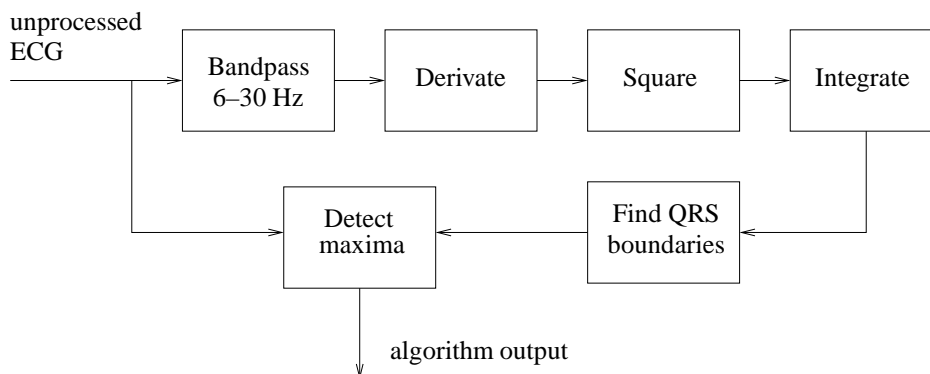 unprocessed
ECG
Bandpass
6–30 Hz
Derivate
Square
Integrate
Detect
maxima
Find QRS
boundaries
algorithm output